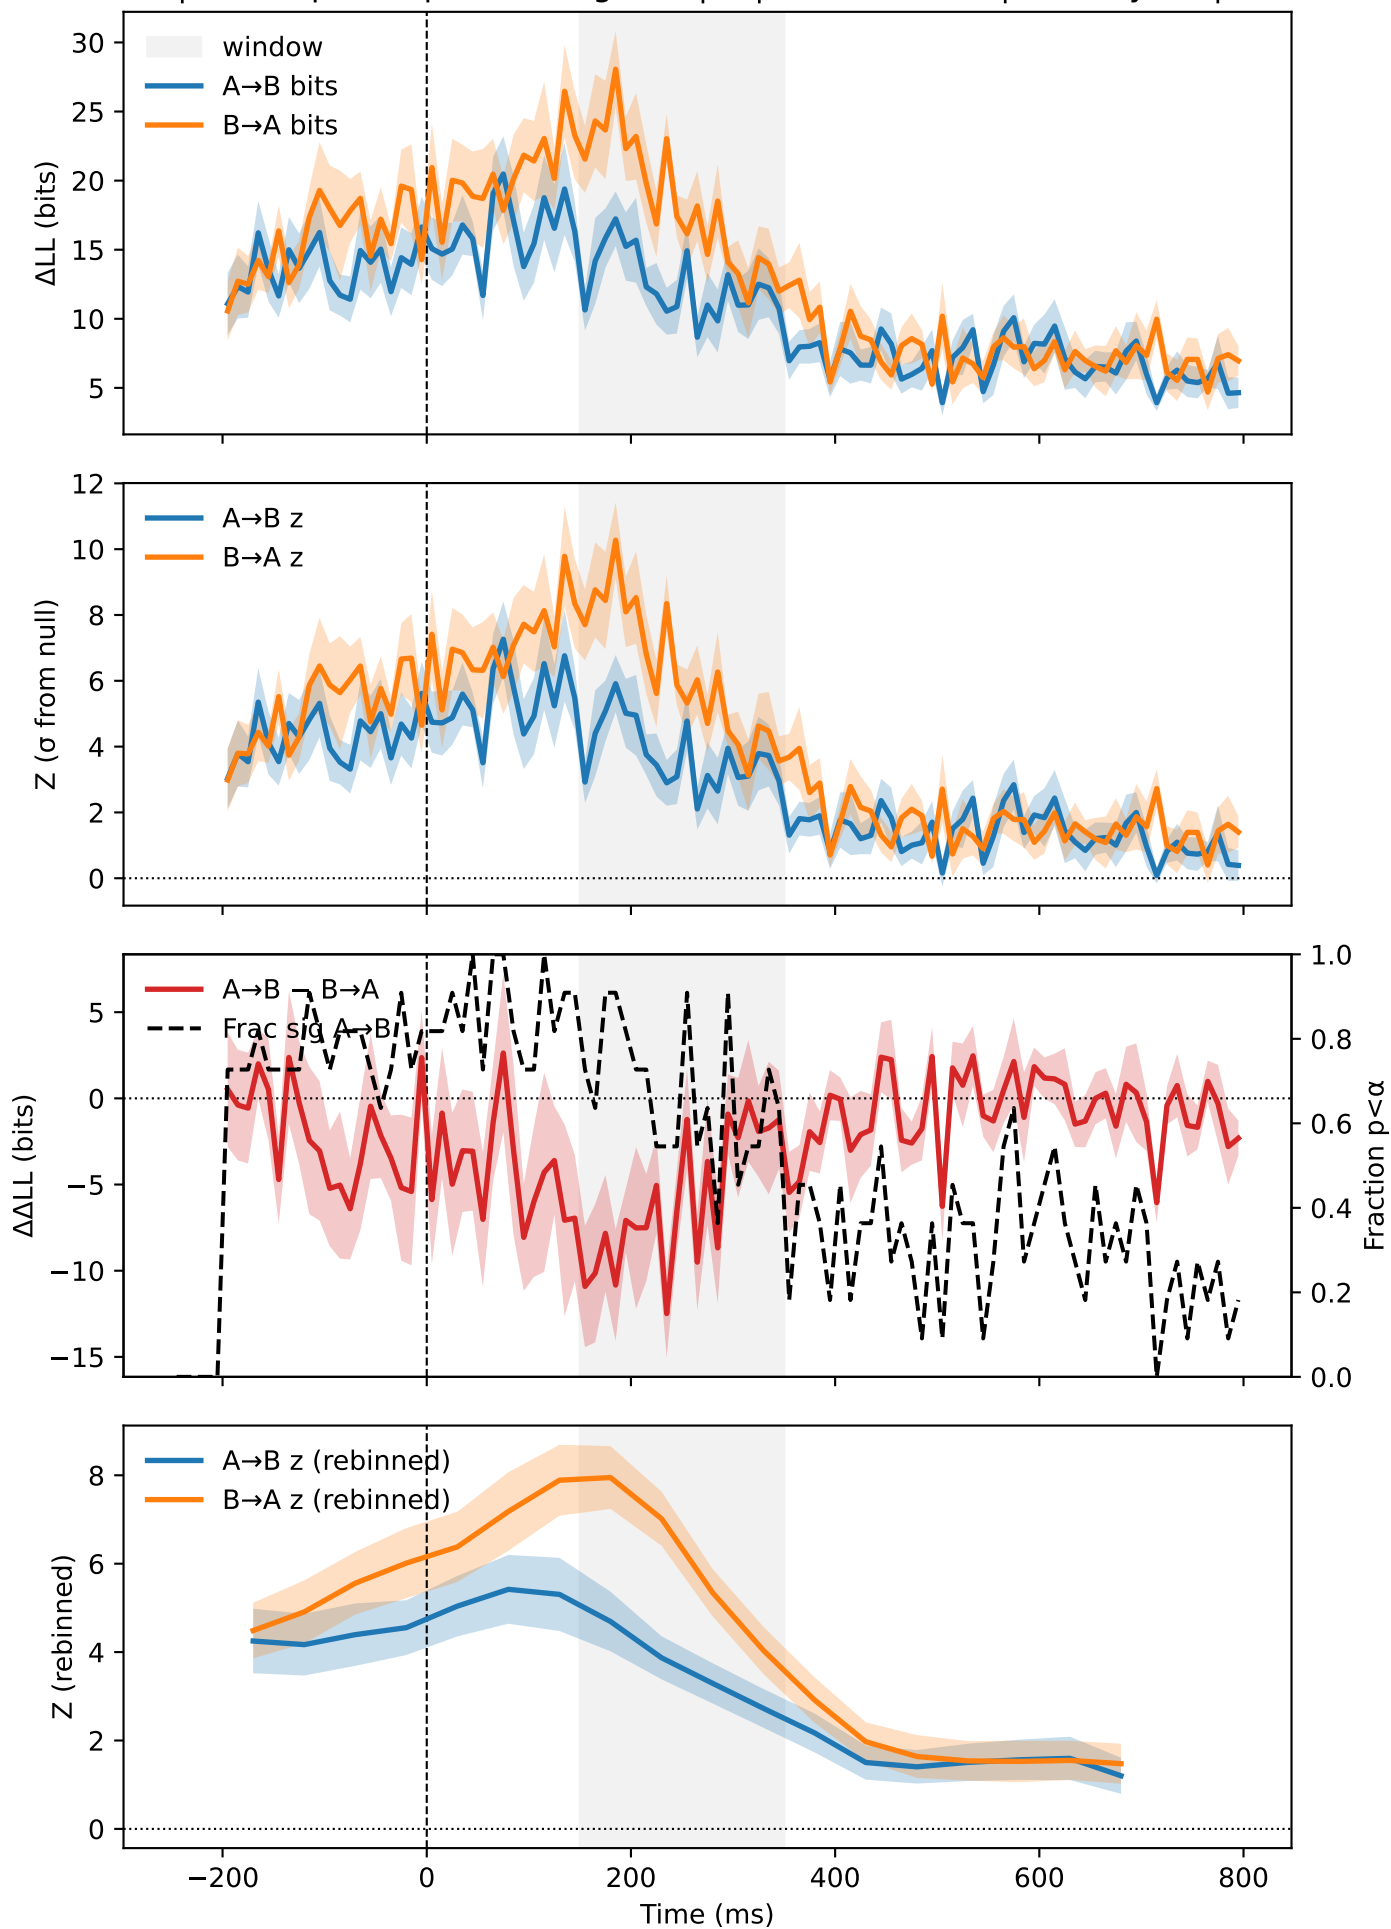 30
25
20
15
10
5
ΔLL (bits)
window
A→B bits
B→A bits
12
10
8
6
4
2
0
Z (σ from null)
A→B z
B→A z
5
0
−5
−10
−15
ΔΔLL (bits)
A→B − B→A
Frac sig A→B
1.0
0.8
0.6
0.4
0.2
0.0
Fraction p<α
8
6
4
2
0
Z (rebinned)
A→B z (rebinned)
B→A z (rebinned)
−200 0 200 400 600 800
Time (ms)